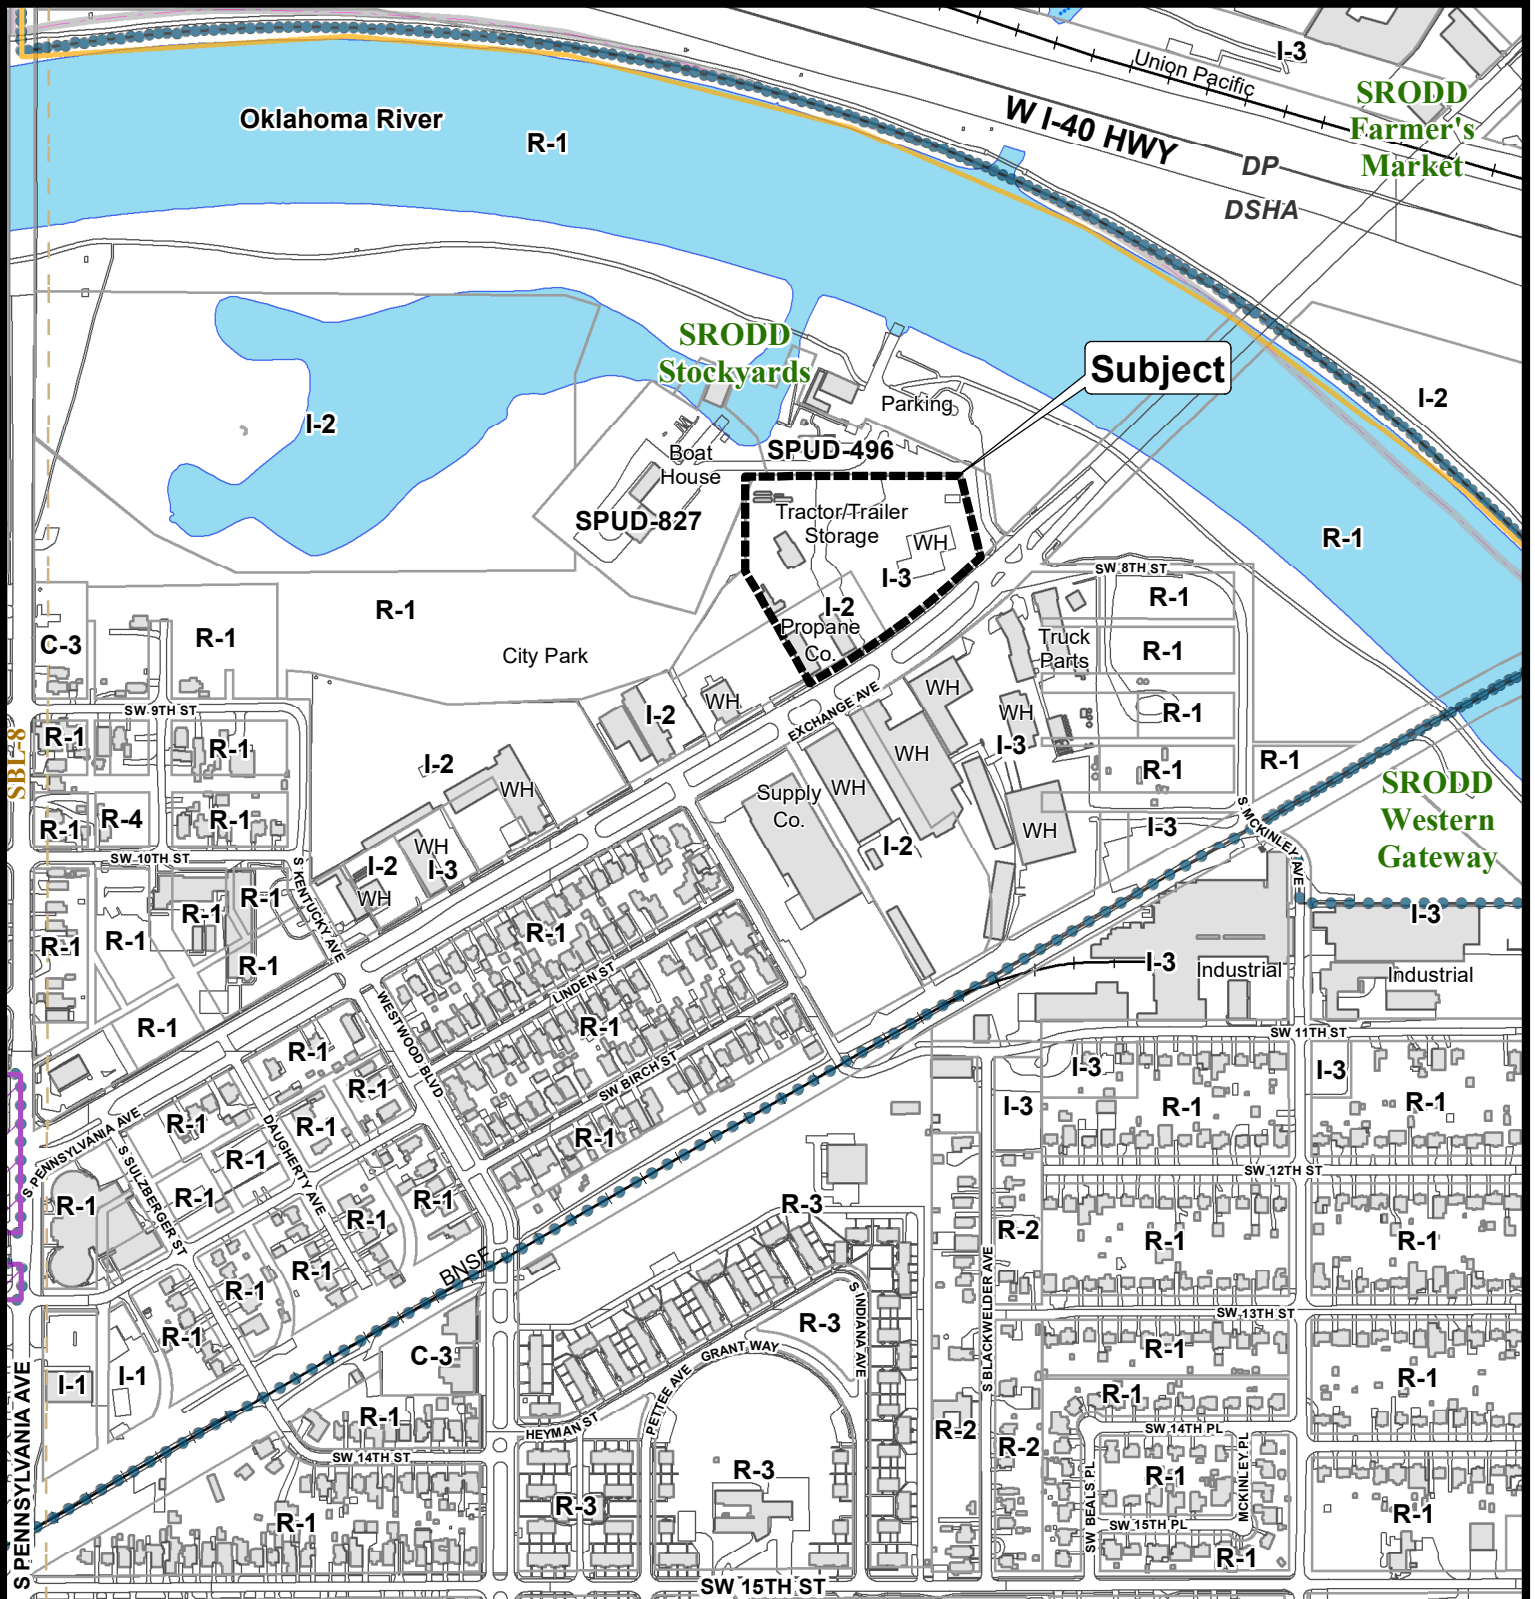 I-3
Union Pacific
SRODD
Farmer's
Market
W I-40 HWY
Oklahoma River
R-1
DP
DSHA
SRODD
Stockyards
Subject
I-2
Parking
I-2
SPUD-496
Boat
House
SPUD-827
Tractor/Trailer
Storage
WH
I-3
R-1
SW 8TH ST
R-1
I-2
Propane
Co.
R-1
C-3
R-1
City Park
Truck
Parts
R-1
SW 9TH ST
I-2
WH
EXCHANGE AVE
WH
WH
R-1
I-3
SBL-8
R-1
R-1
I-2
WH
WH
R-1
R-1
SRODD
Western
Gateway
Supply
Co.
WH
R-1
R-4
R-1
WH
I-3
S MCKINLEY AVE
I-2
SW 10TH ST
S KENTUCKY AVE
I-2
WH
WH
I-3
R-1
R-1
R-1
R-1
R-1
R-1
R-1
I-3
I-3
Industrial
Industrial
LINDEN ST
R-1
R-1
WESTWOOD BLVD
SW 11TH ST
R-1
R-1
SW BIRCH ST
I-3
I-3
I-3
R-1
R-1
S PENNSYLVANIA AVE
R-1
R-1
DAUGHERTY AVE
R-1
S SULZBERGER ST
R-1
R-1
R-1
R-1
R-1
SW 12TH ST
R-3
R-2
R-1
R-1
BNSF
R-1
R-1
S BLACKWELDER AVE
S INDIANA AVE
R-3
SW 13TH ST
R-1
GRANT WAY
R-1
C-3
I-1
I-1
R-1
R-1
PETTEE AVE
S PENNSYLVANIA AVE
R-1
HEYMAN ST
R-2
R-2
SW 14TH PL
SW 14TH ST
R-3
R-1
MCKINLEY PL
SW BEALS PL
R-3
R-1
R-1
SW 15TH PL
R-1
SW 15TH ST